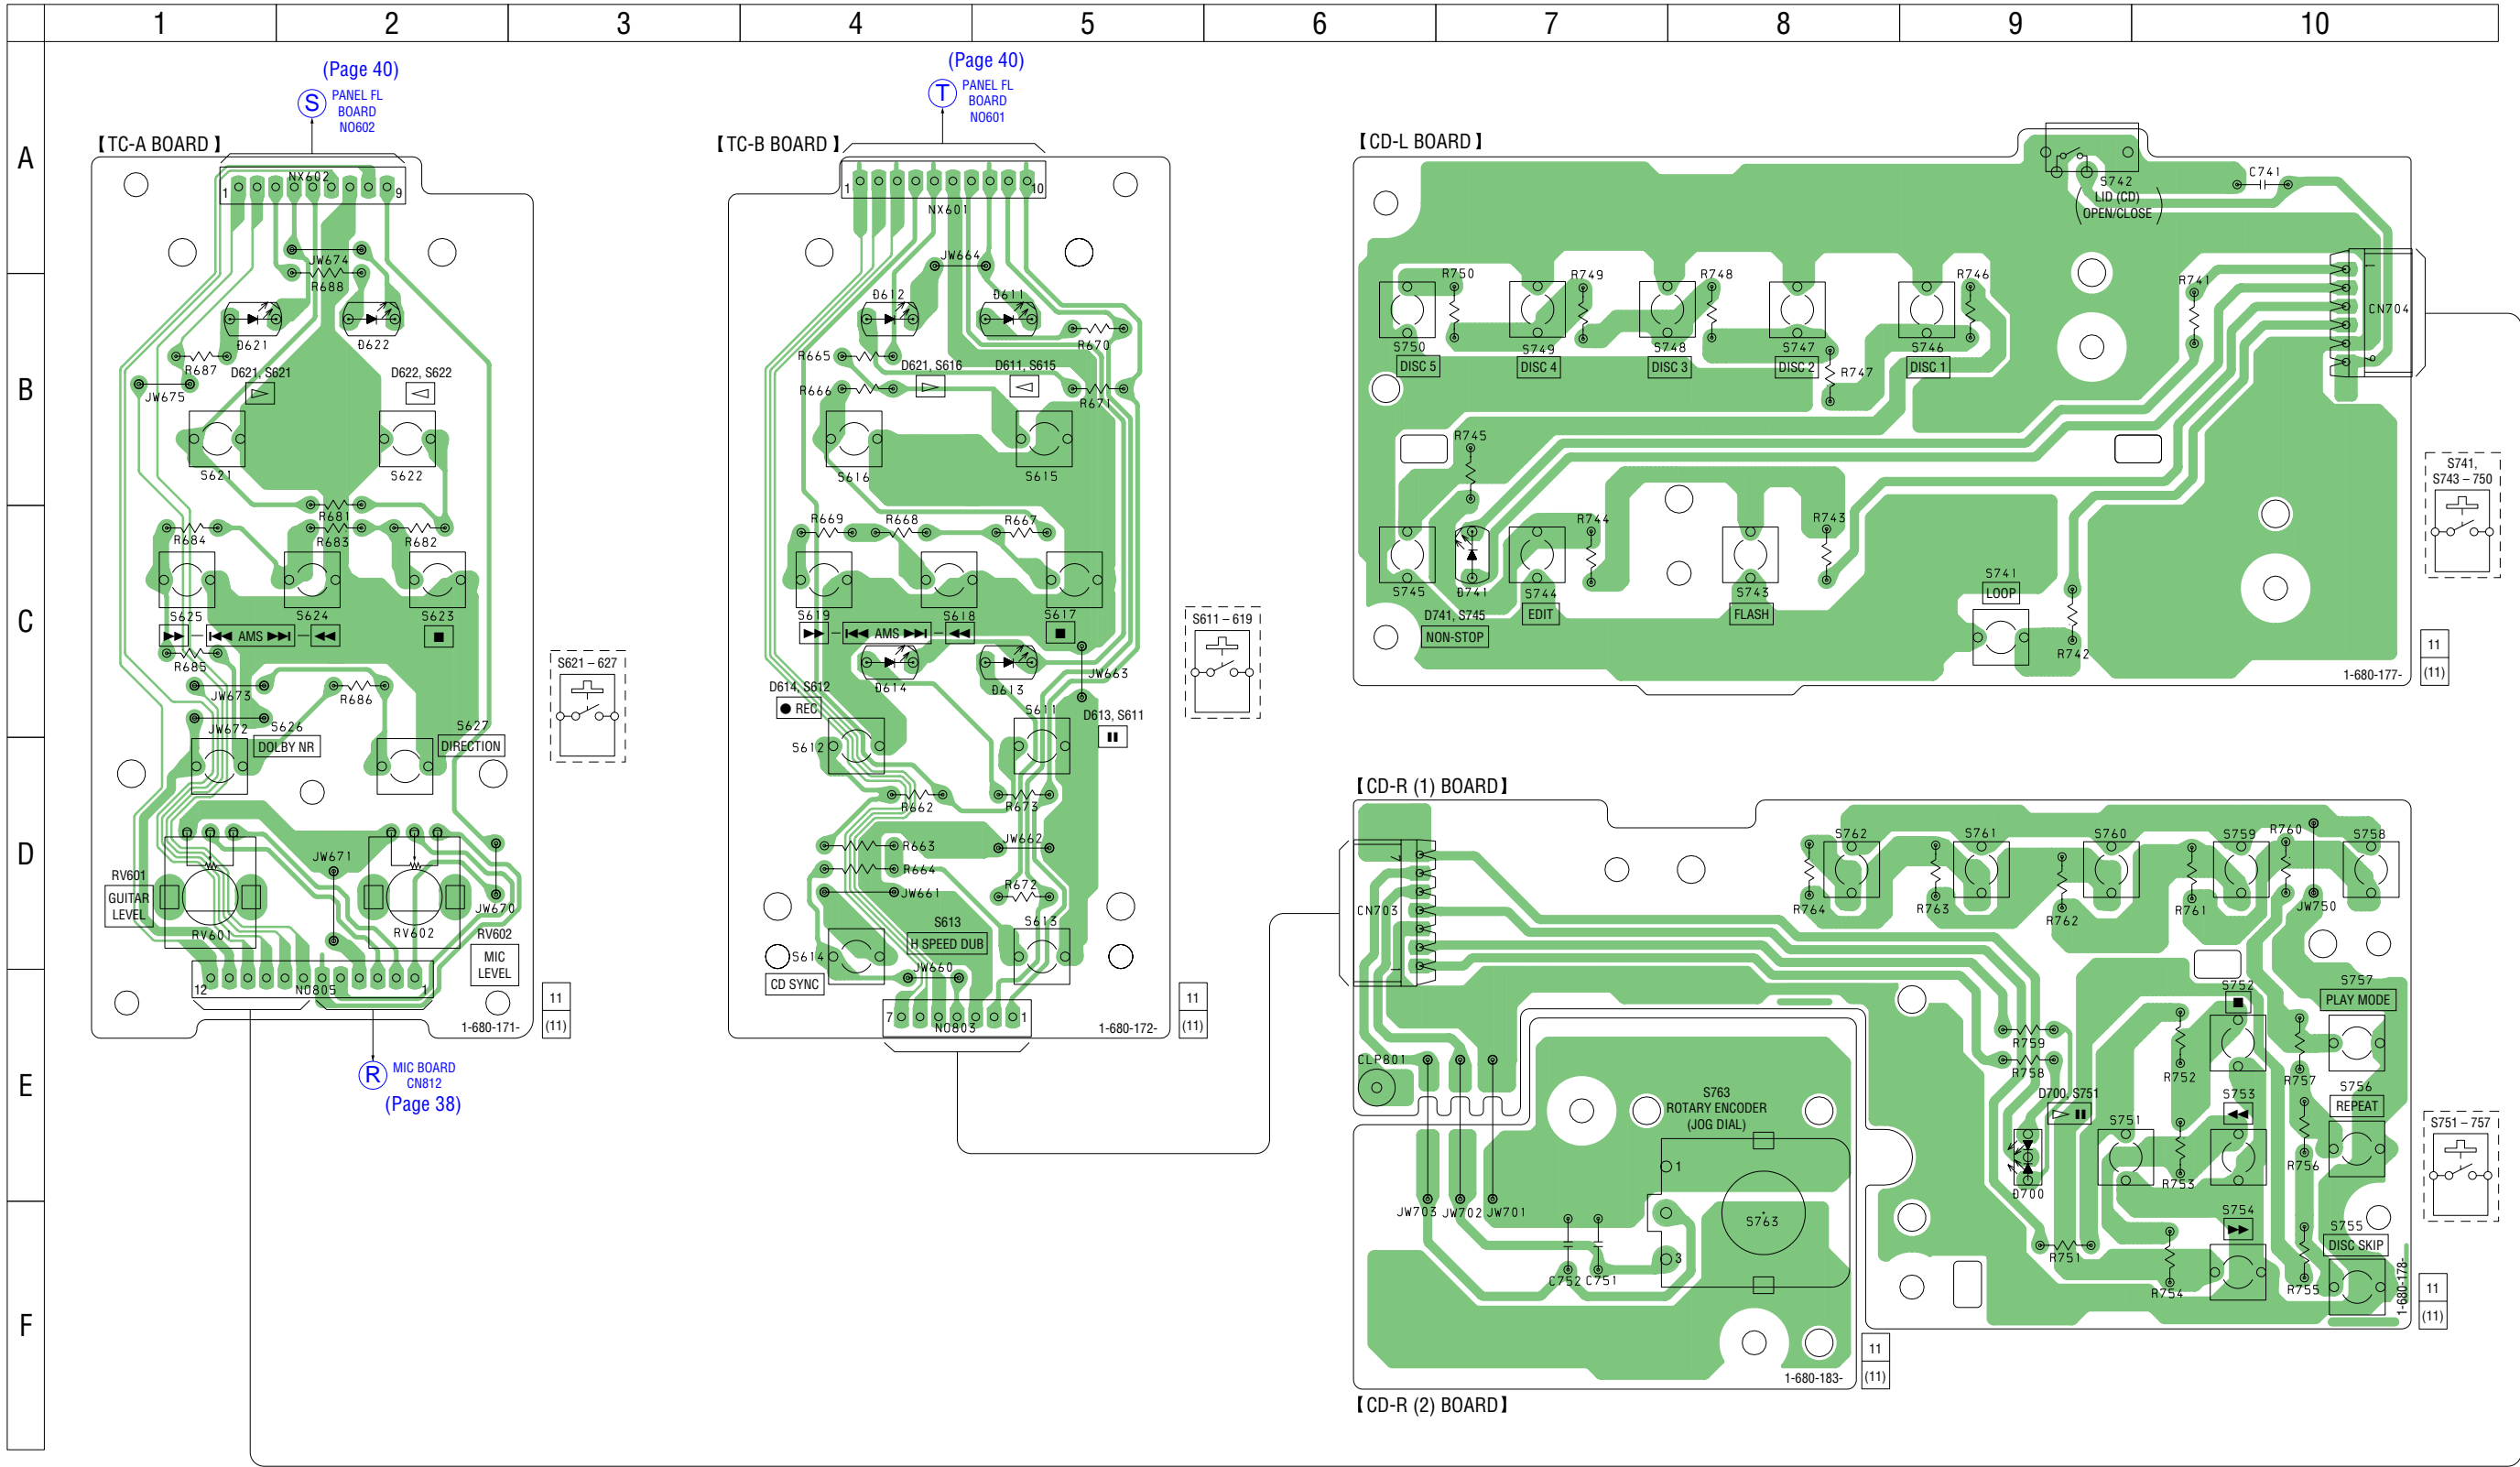 1 2 3 4 5 6 7 8 9 10
A
B
C
D
E
F
(Page 40)
S
PANEL FL
BOARD
NO602
【TC-A BOARD】
NX602
1
9
JW674
R688
D621
D622
R687
D621, S621
D622, S622
JW675
S621
S622
R681
R684
R683
R682
S625
S624
S623
AMS
R685
JW673
R686
JW672
S626
DOLBY NR
S627
DIRECTION
RV601
GUITAR
LEVEL
JW671
RV601
RV602
JW670
RV602
MIC
LEVEL
12
NO805
1
1-680-171-
11
(11)
R
MIC BOARD
CN812
(Page 38)
S621 – 627
(Page 40)
T
PANEL FL
BOARD
NO601
【TC-B BOARD】
1
10
NX601
JW664
D612
D611
R670
R665
D621, S616
D611, S615
R666
R671
S616
S615
R669
R668
R667
S619
S618
S617
AMS
D614
D613
JW663
D614, S612
REC
S611
D613, S611
S612
R662
R673
JW662
R663
R664
JW661
R672
S613
H SPEED DUB
S613
S614
JW660
CD SYNC
7
NO803
1
1-680-172-
11
(11)
S611 – 619
【CD-L BOARD】
S742
LID (CD)
OPEN/CLOSE
C741
R750
R749
R748
R746
R741
CN704
1
S750
S749
S748
S747
S746
DISC 5
DISC 4
DISC 3
DISC 2
DISC 1
R747
R745
R744
R743
S745
D741
S744
S743
S741
LOOP
D741, S745
NON-STOP
EDIT
FLASH
R742
1-680-177-
11
(11)
S741,
S743 – 750
【CD-R (1) BOARD】
7
CN703
1
S762
S761
S760
S759
R760
S758
R764
R763
R762
R761
JW750
S752
S757
PLAY MODE
R759
R758
R752
R757
CLP801
D700, S751
S753
S756
REPEAT
S751
R753
R756
D700
S754
S755
DISC SKIP
R751
R754
R755
1-680-178-
11
(11)
S751 – 757
S763
ROTARY ENCODER
(JOG DIAL)
1
JW703
JW702
JW701
S763
3
C752
C751
1-680-183-
11
(11)
【CD-R (2) BOARD】